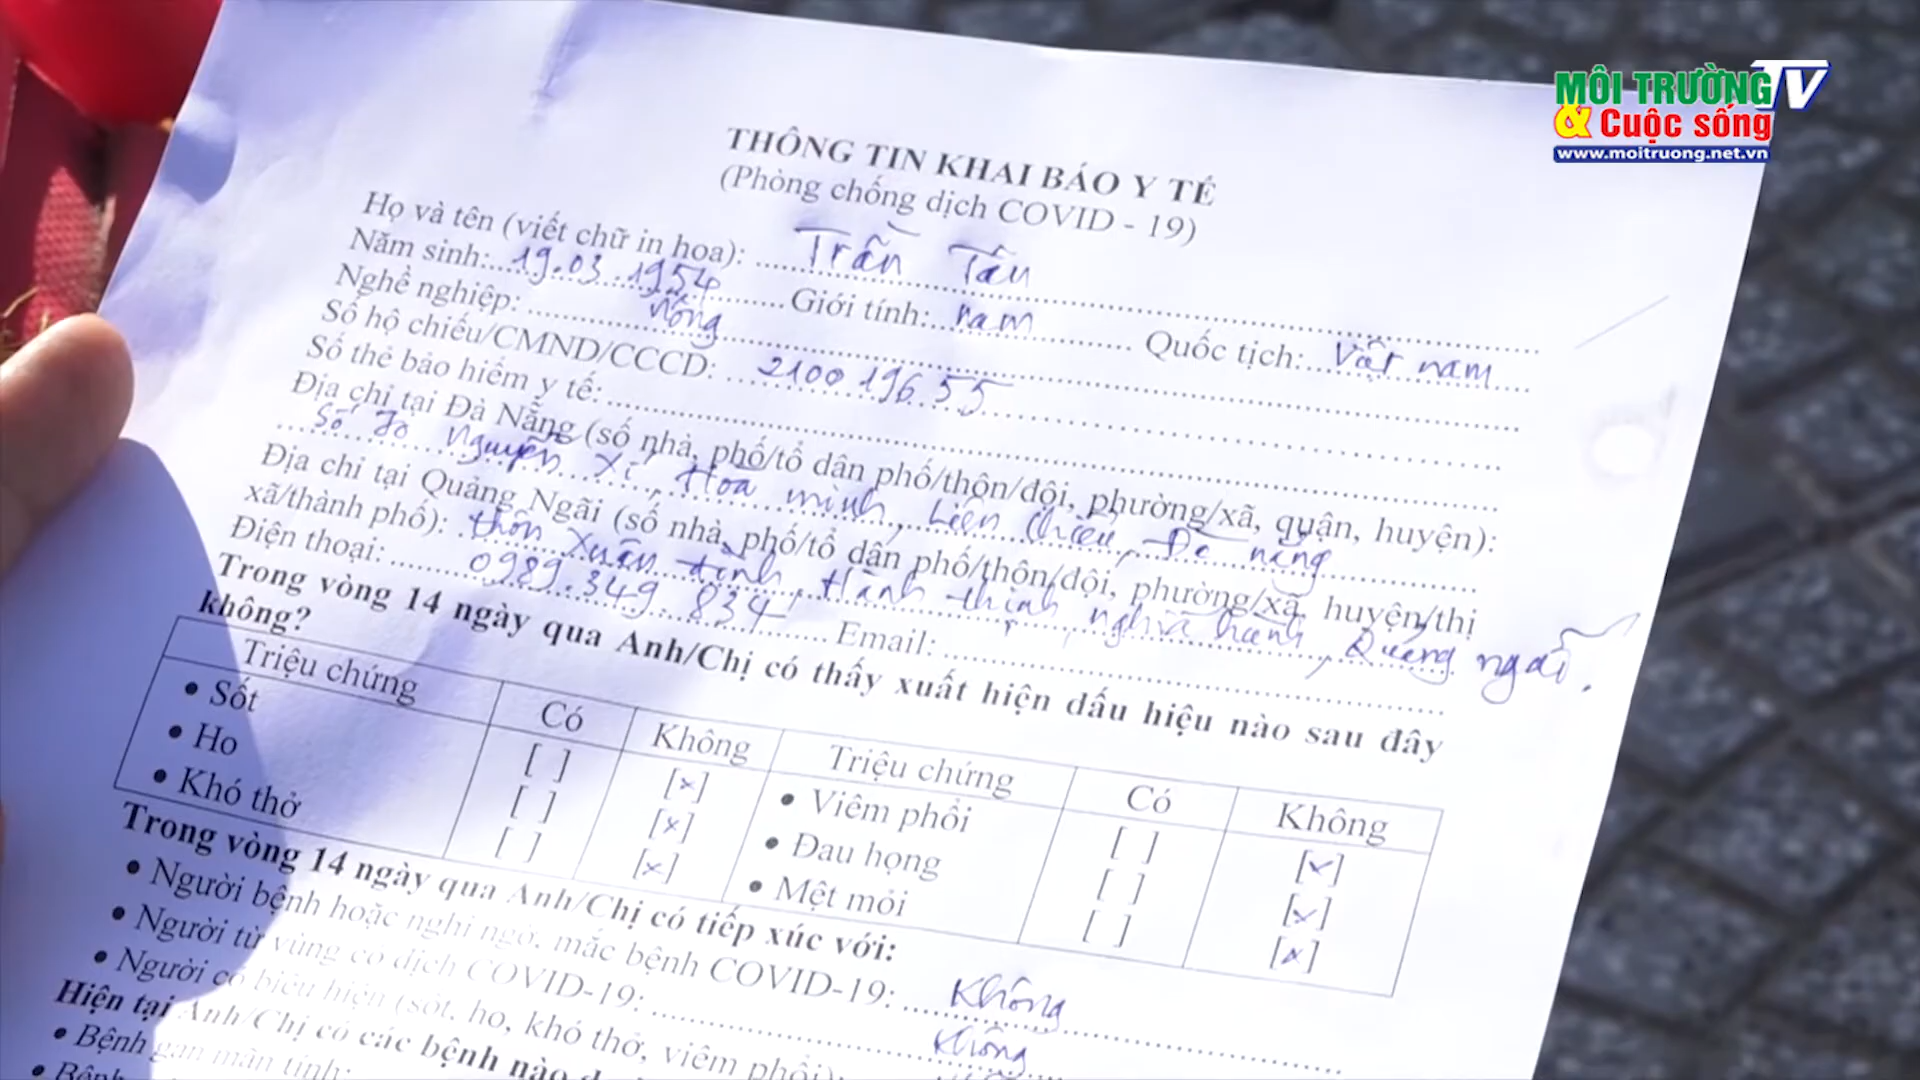 MÔI TRƯỜNG TV
& Cuộc sống
www.moitruong.net.vn
THÔNG TIN KHAI BÁO Y TẾ
(Phòng chống dịch COVID - 19)
Họ và tên (viết chữ in hoa): Trần Tấn
Năm sinh: 19.03.1954 Giới tính: nam Quốc tịch: Việt nam
Nghề nghiệp: nông
Số hộ chiếu/CMND/CCCD: 210019655
Số thẻ bảo hiểm y tế:
Địa chỉ tại Đà Nẵng (số nhà, phố/tổ dân phố/thôn/đội, phường/xã, quận, huyện):
Số 70 Nguyễn Xí, Hoà minh, Liên Chiểu, Đà nẵng
Địa chỉ tại Quảng Ngãi (số nhà, phố/tổ dân phố/thôn/đội, phường/xã, huyện/thị
xã/thành phố): thôn Xuân đình, Hành thịnh, nghĩa hành, Quảng ngãi.
Điện thoại: 0989.349.834 Email:
Trong vòng 14 ngày qua Anh/Chị có thấy xuất hiện dấu hiệu nào sau đây
không?
Triệu chứng Có Không Triệu chứng Có Không
• Sốt [ ] [x] • Viêm phổi [ ] [x]
• Ho [ ] [x] • Đau họng [ ] [x]
• Khó thở [ ] [x] • Mệt mỏi [ ] [x]
Trong vòng 14 ngày qua Anh/Chị có tiếp xúc với:
• Người bệnh hoặc nghi ngờ, mắc bệnh COVID-19: Không
• Người từ vùng có dịch COVID-19: Không
• Người có biểu hiện (sốt, ho, khó thở, viêm phổi):
Hiện tại Anh/Chị có các bệnh nào
• Bệnh gan mãn tính:
• Bệnh